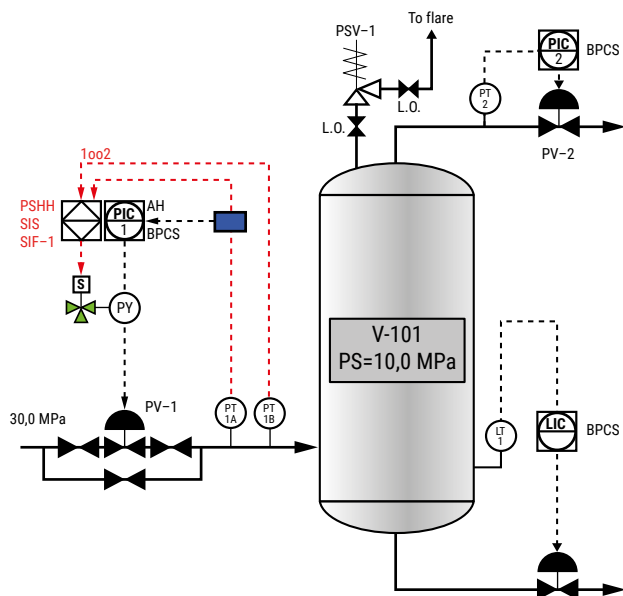 To flare
PSV–1
PIC
2
BPCS
PT
2
L.O.
L.O.
PV–2
1oo2
PSHH
SIS
SIF–1
PIC
1
AH
BPCS
S
PY
V-101
PS=10,0 MPa
30,0 MPa
PV–1
PT
1A
PT
1B
LT
1
LIC
BPCS